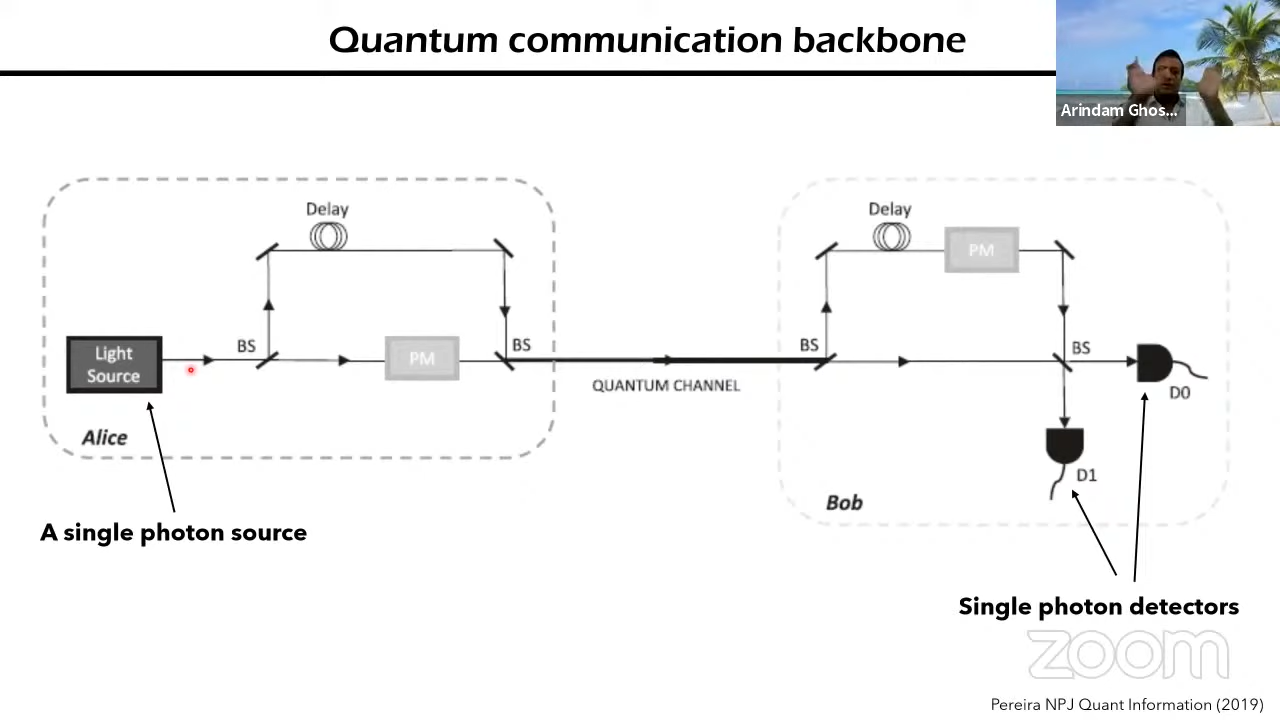 Quantum communication backbone
Arindam Ghos...
Delay
Delay
PM
BS
BS
BS
BS
Light
Source
PM
QUANTUM CHANNEL
D0
Alice
D1
Bob
A single photon source
Single photon detectors
zoom
Pereira NPJ Quant Information (2019)